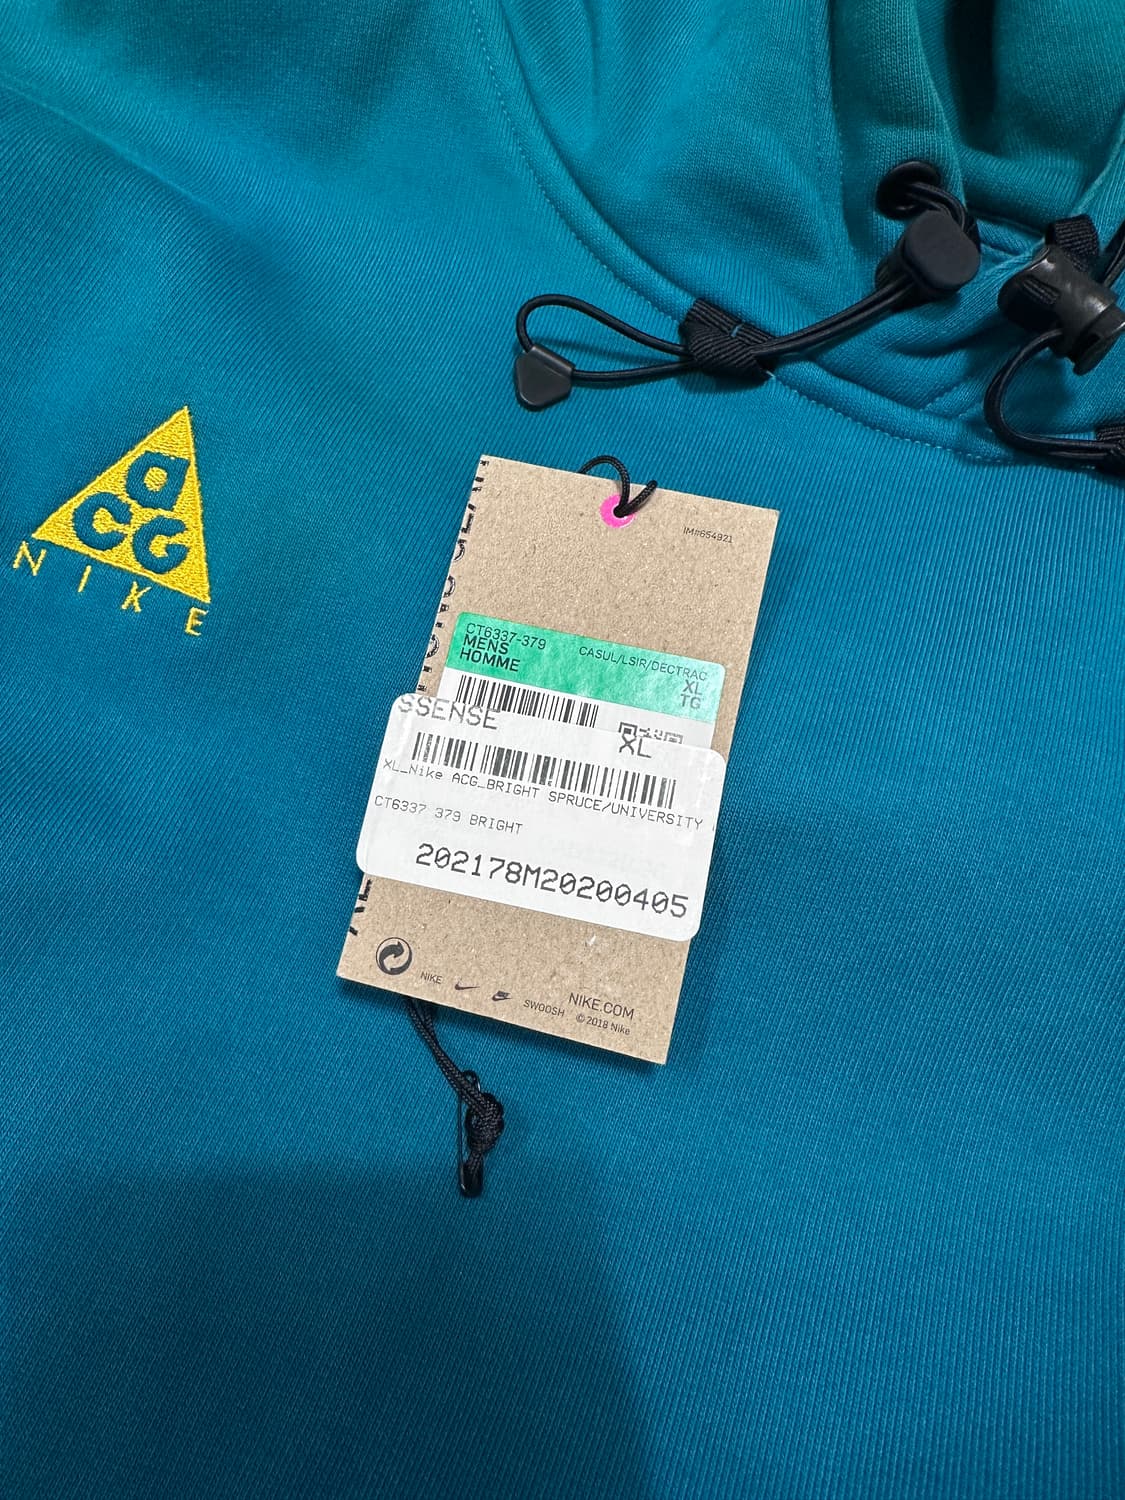 ACG
NIKE
IM#654921
CT6337-379
CASUL/LSIR/DECTRAC
MENS
XL
HOMME
TG
SSENSE
XL
XL_Nike ACG_BRIGHT SPRUCE/UNIVERSITY
CT6337 379 BRIGHT
202178M20200405
NIKE
SWOOSH
NIKE.COM
©2018 Nike